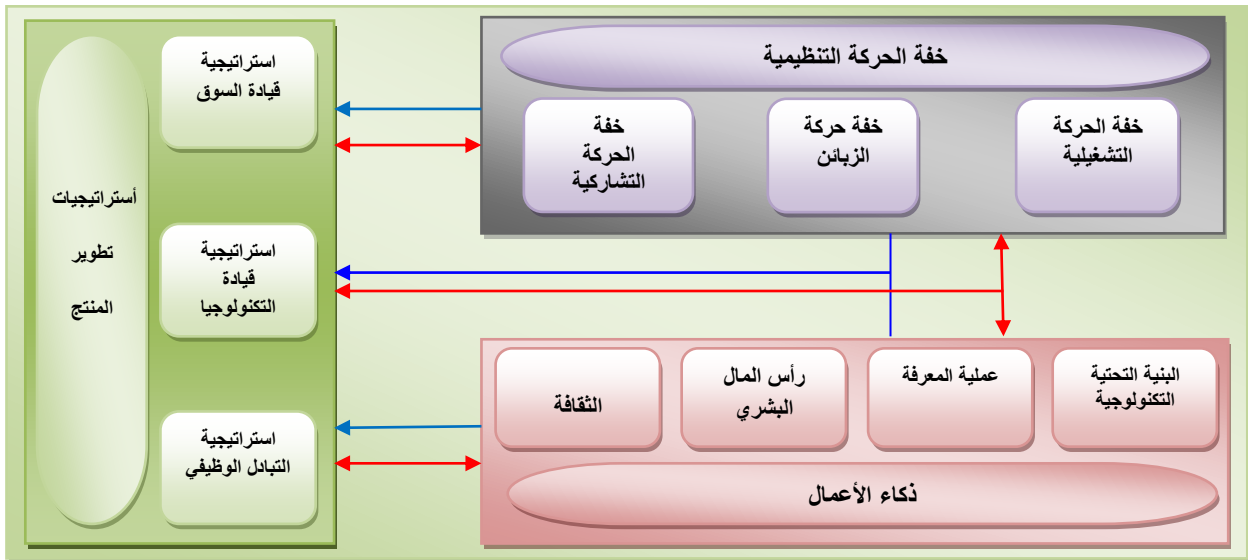 خفة الحركة التنظيمية
خفة الحركة
التشغيلية
خفة حركة
الزبائن
خفة
الحركة
التشاركية
استراتيجية
قيادة السوق
استراتيجية
قيادة
التكنولوجيا
استراتيجية
التبادل الوظيفي
أستراتيجيات
تطوير
المنتج
البنية التحتية
التكنولوجية
عملية المعرفة
رأس المال
البشري
الثقافة
ذكاء الأعمال